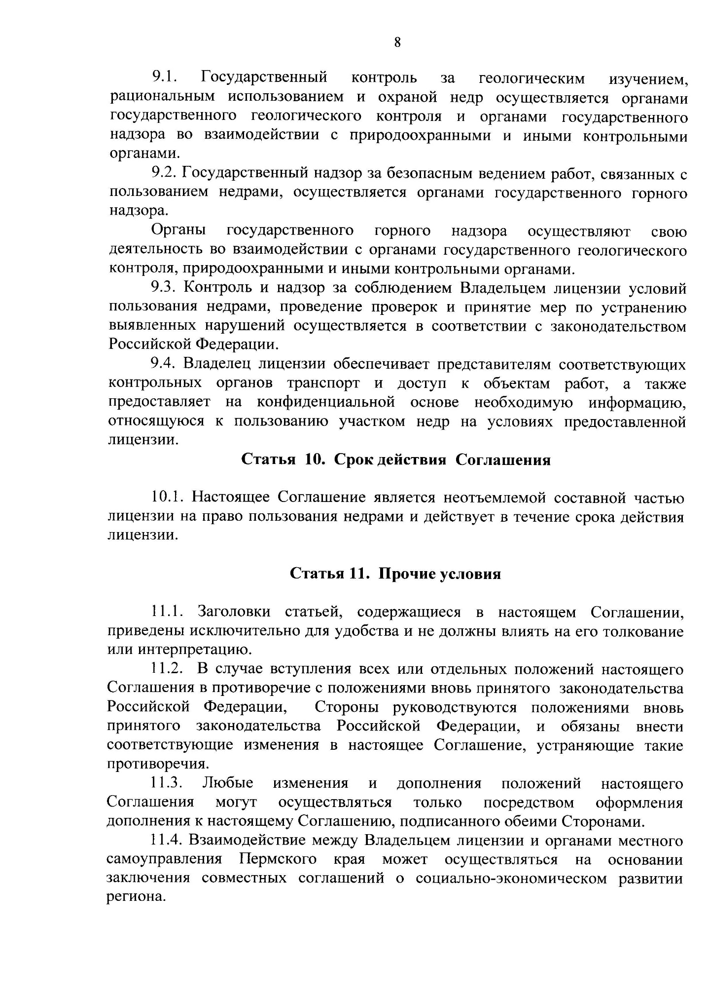 8
9.1. Государственный контроль за геологическим изучением,
рациональным использованием и охраной недр осуществляется органами
государственного геологического контроля и органами государственного
надзора во взаимодействии с природоохранными и иными контрольными
органами.
9.2. Государственный надзор за безопасным ведением работ, связанных с
пользованием недрами, осуществляется органами государственного горного
надзора.
Органы государственного горного надзора осуществляют свою
деятельность во взаимодействии с органами государственного геологического
контроля, природоохранными и иными контрольными органами.
9.3. Контроль и надзор за соблюдением Владельцем лицензии условий
пользования недрами, проведение проверок и принятие мер по устранению
выявленных нарушений осуществляется в соответствии с законодательством
Российской Федерации.
9.4. Владелец лицензии обеспечивает представителям соответствующих
контрольных органов транспорт и доступ к объектам работ, а также
предоставляет на конфиденциальной основе необходимую информацию,
относящуюся к пользованию участком недр на условиях предоставленной
лицензии.
Статья 10. Срок действия Соглашения
10.1. Настоящее Соглашение является неотъемлемой составной частью
лицензии на право пользования недрами и действует в течение срока действия
лицензии.
Статья 11. Прочие условия
11.1. Заголовки статьей, содержащиеся в настоящем Соглашении,
приведены исключительно для удобства и не должны влиять на его толкование
или интерпретацию.
11.2. В случае вступления всех или отдельных положений настоящего
Соглашения в противоречие с положениями вновь принятого законодательства
Российской Федерации, Стороны руководствуются положениями вновь
принятого законодательства Российской Федерации, и обязаны внести
соответствующие изменения в настоящее Соглашение, устраняющие такие
противоречия.
11.3. Любые изменения и дополнения положений настоящего
Соглашения могут осуществляться только посредством оформления
дополнения к настоящему Соглашению, подписанного обеими Сторонами.
11.4. Взаимодействие между Владельцем лицензии и органами местного
самоуправления Пермского края может осуществляться на основании
заключения совместных соглашений о социально-экономическом развитии
региона.